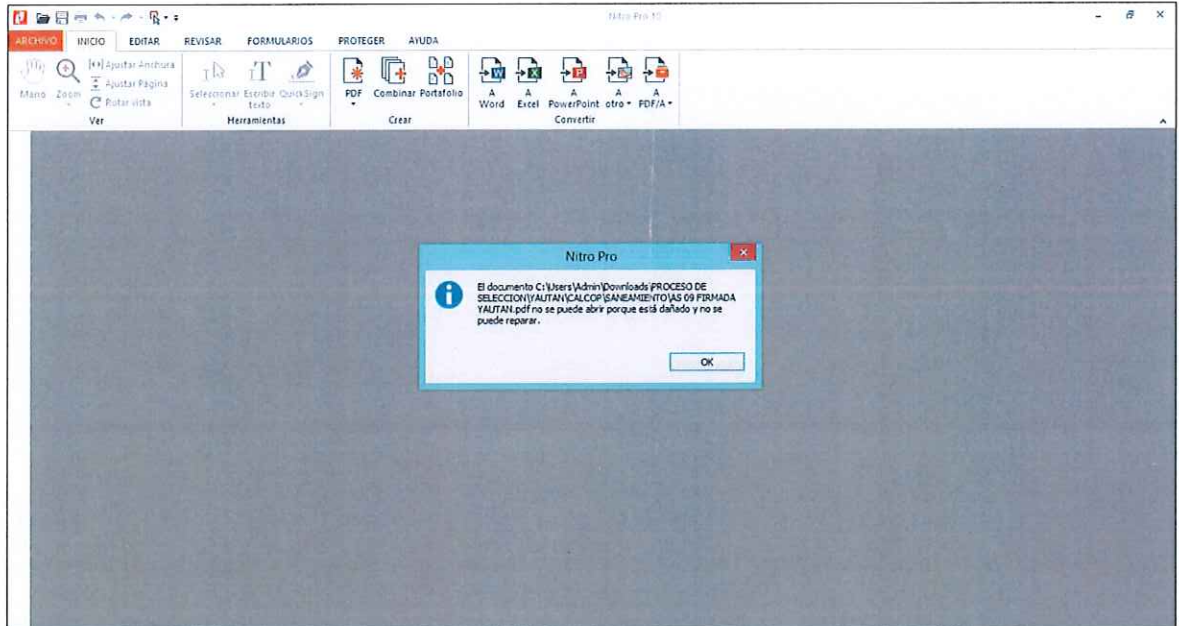 Nitro Pro 10
ARCHIVO INICIO EDITAR REVISAR FORMULARIOS PROTEGER AYUDA
Mano
Zoom
Ajustar Anchura
Ajustar Página
Rotar vista
Ver
Seleccionar
Escribir texto
QuickSign
Herramientas
PDF
Combinar
Portafolio
Crear
A Word
A Excel
A PowerPoint
A otro
A PDF/A
Convertir
Nitro Pro
El documento C:\Users\Admin\Downloads\PROCESO DE
SELECCION\YAUTAN\CALCOP\SANEAMIENTO\AS 09 FIRMADA
YAUTAN.pdf no se puede abrir porque está dañado y no se
puede reparar.
OK